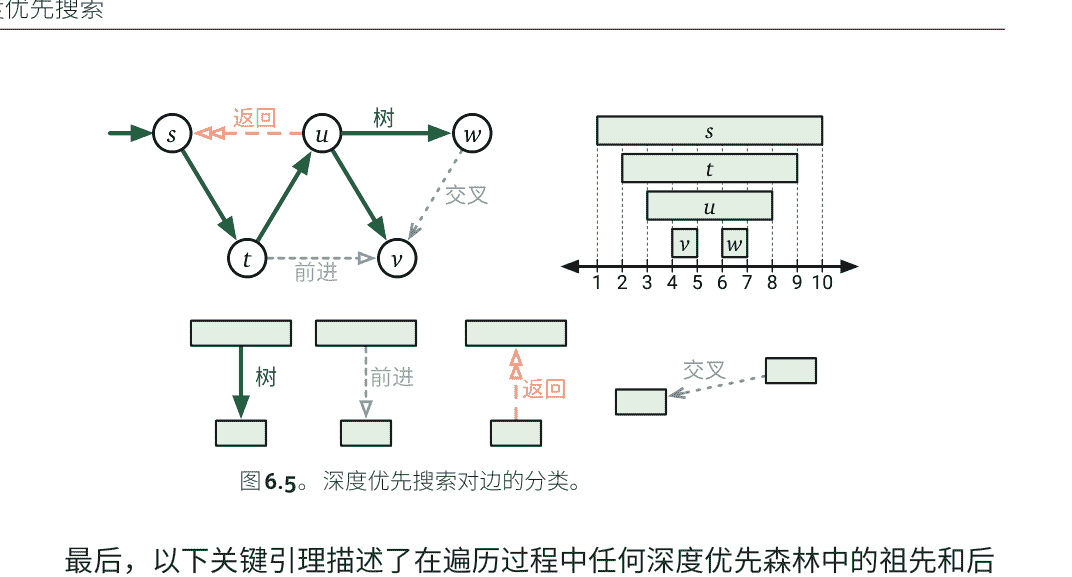 度优先搜索
返回
树
s
u
w
交叉
t
前进
v
s
t
u
v
w
1 2 3 4 5 6 7 8 9 10
树
前进
返回
交叉
图 6.5。 深度优先搜索对边的分类。
最后，以下关键引理描述了在遍历过程中任何深度优先森林中的祖先和后